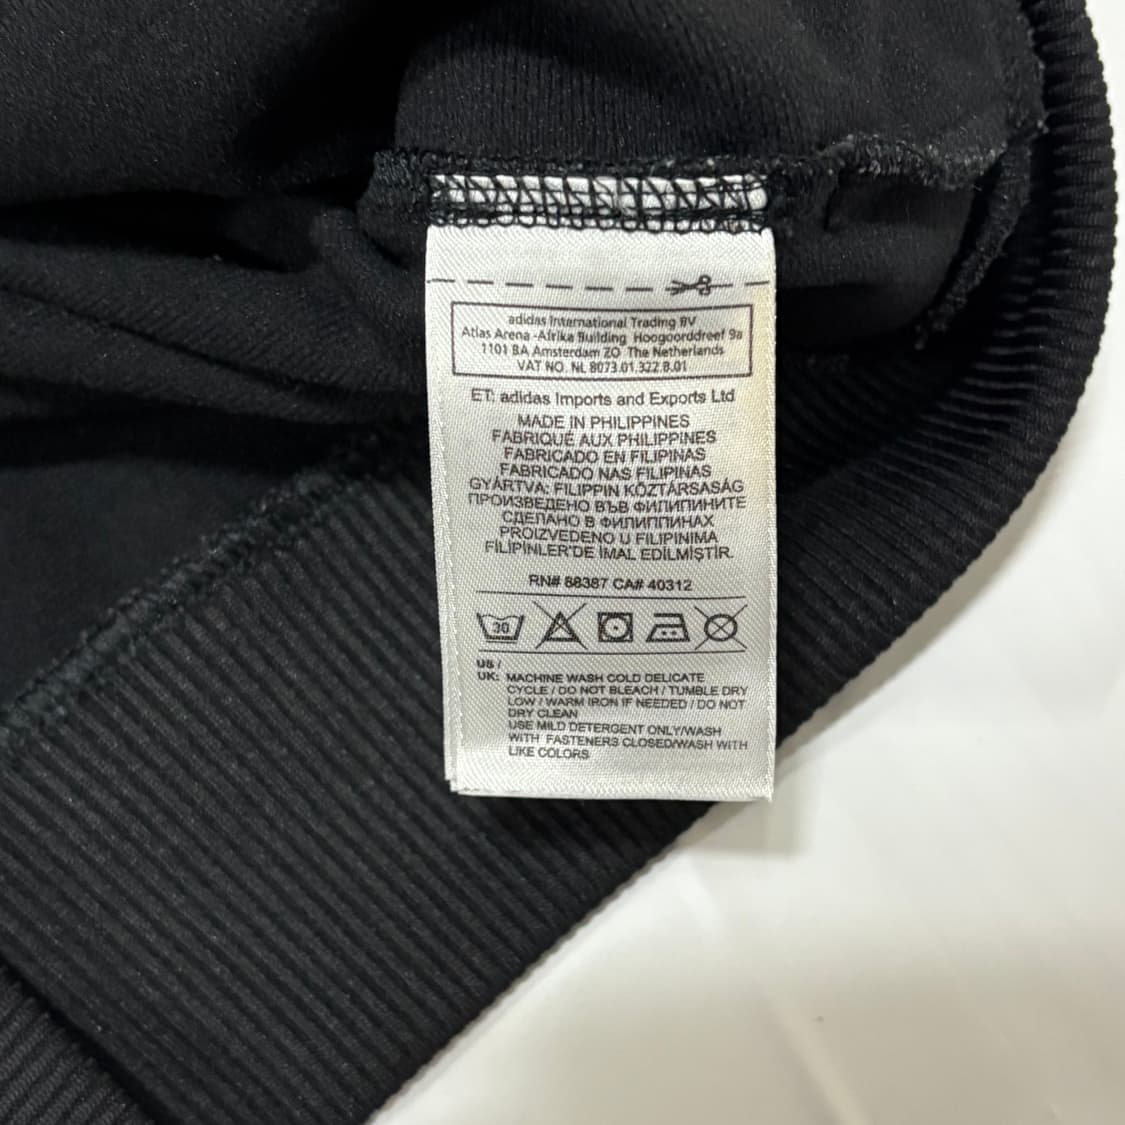 adidas International Trading BV
Atlas Arena -Afrika Building Hoogoorddreef 9a
1101 BA Amsterdam ZO The Netherlands
VAT NO. NL 8073.01.322.B.01
ET: adidas Imports and Exports Ltd
MADE IN PHILIPPINES
FABRIQUÉ AUX PHILIPPINES
FABRICADO EN FILIPINAS
FABRICADO NAS FILIPINAS
GYÁRTVA: FILIPPIN KÖZTÁRSASÁG
ПРОИЗВЕДЕНО ВЪВ ФИЛИПИНИТЕ
СДЕЛАНО В ФИЛИППИНАХ
PROIZVEDENO U FILIPINIMA
FİLİPİNLER'DE İMAL EDİLMİŞTİR.
RN# 88387 CA# 40312
30
US /
UK: MACHINE WASH COLD DELICATE
CYCLE / DO NOT BLEACH / TUMBLE DRY
LOW / WARM IRON IF NEEDED / DO NOT
DRY CLEAN
USE MILD DETERGENT ONLY/WASH
WITH FASTENERS CLOSED/WASH WITH
LIKE COLORS